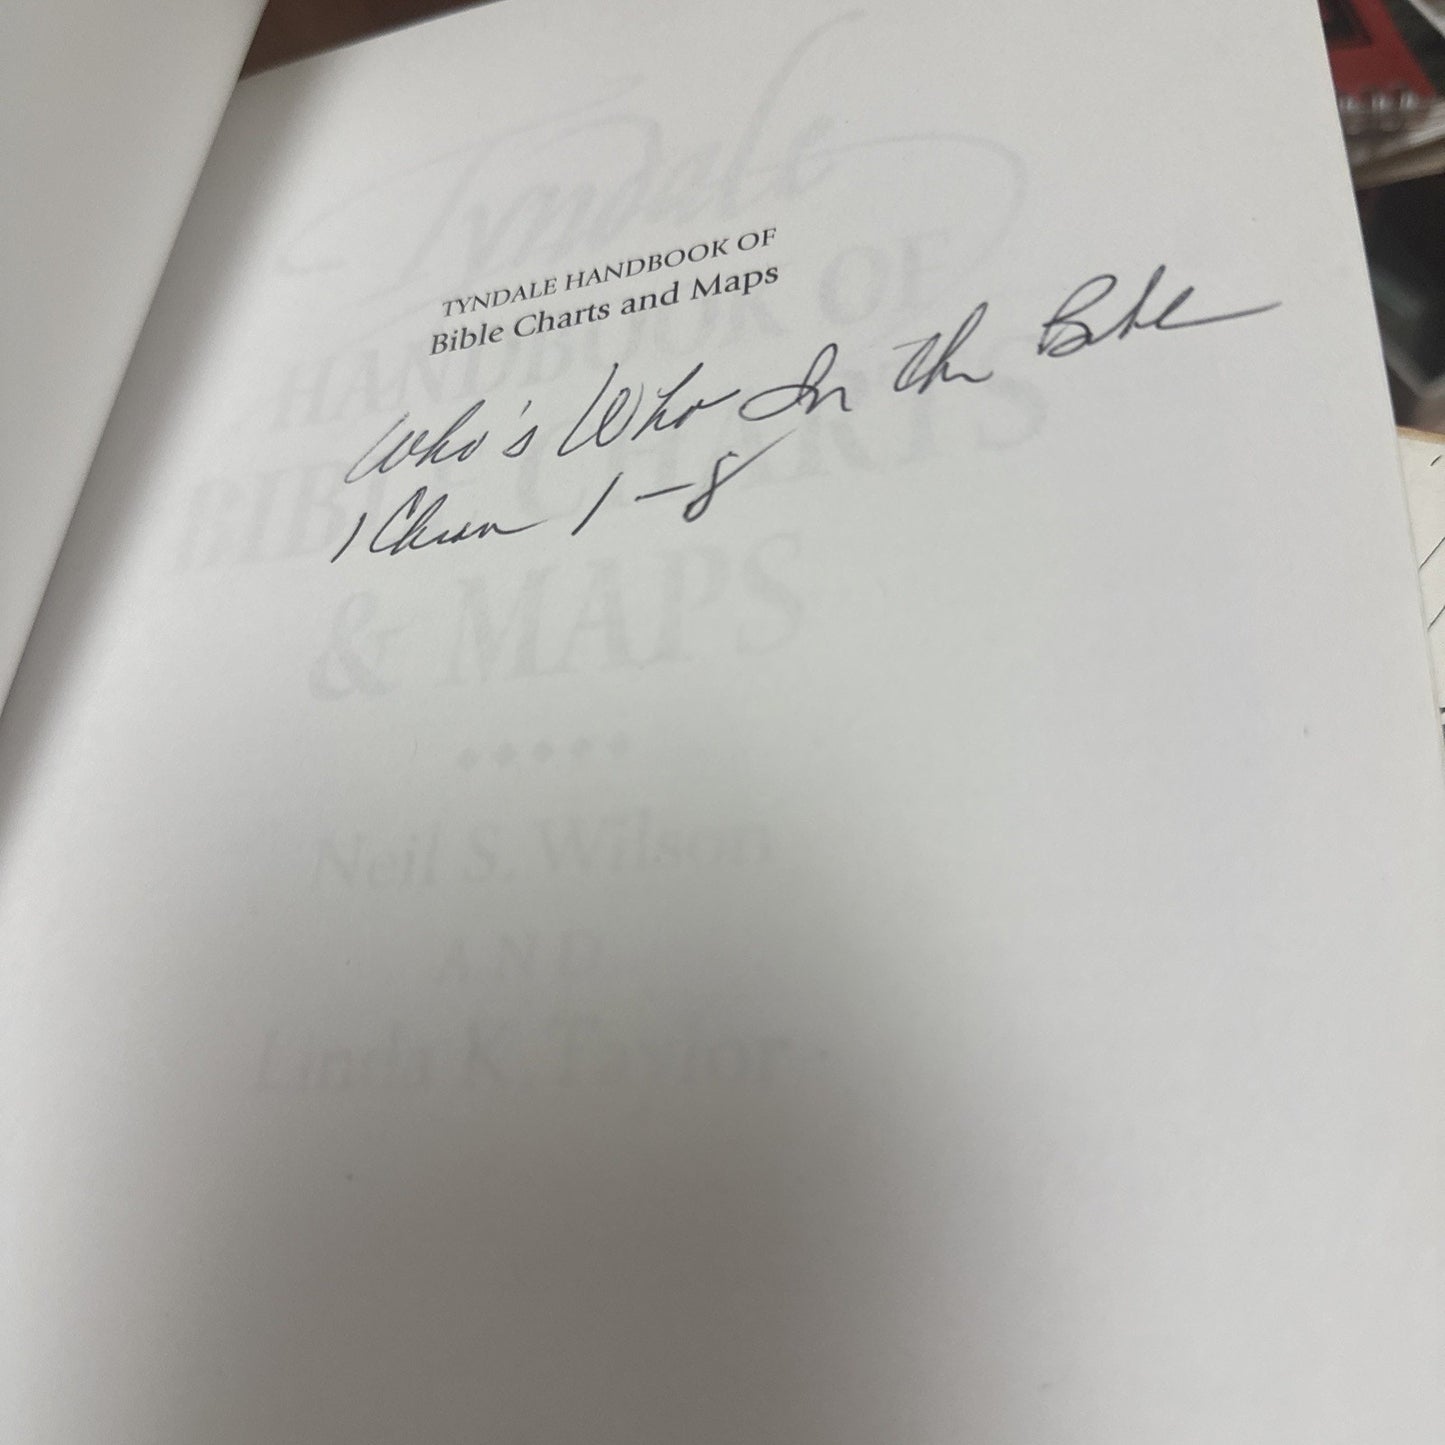 TYNDALE HANDBOOK OF
Bible Charts and Maps
Who's Who In the Bible
1 Chron 1-8
Tyndale
HANDBOOK OF
BIBLE CHARTS
& MAPS
Neil S. Wilson
AND
Linda K. Taylor